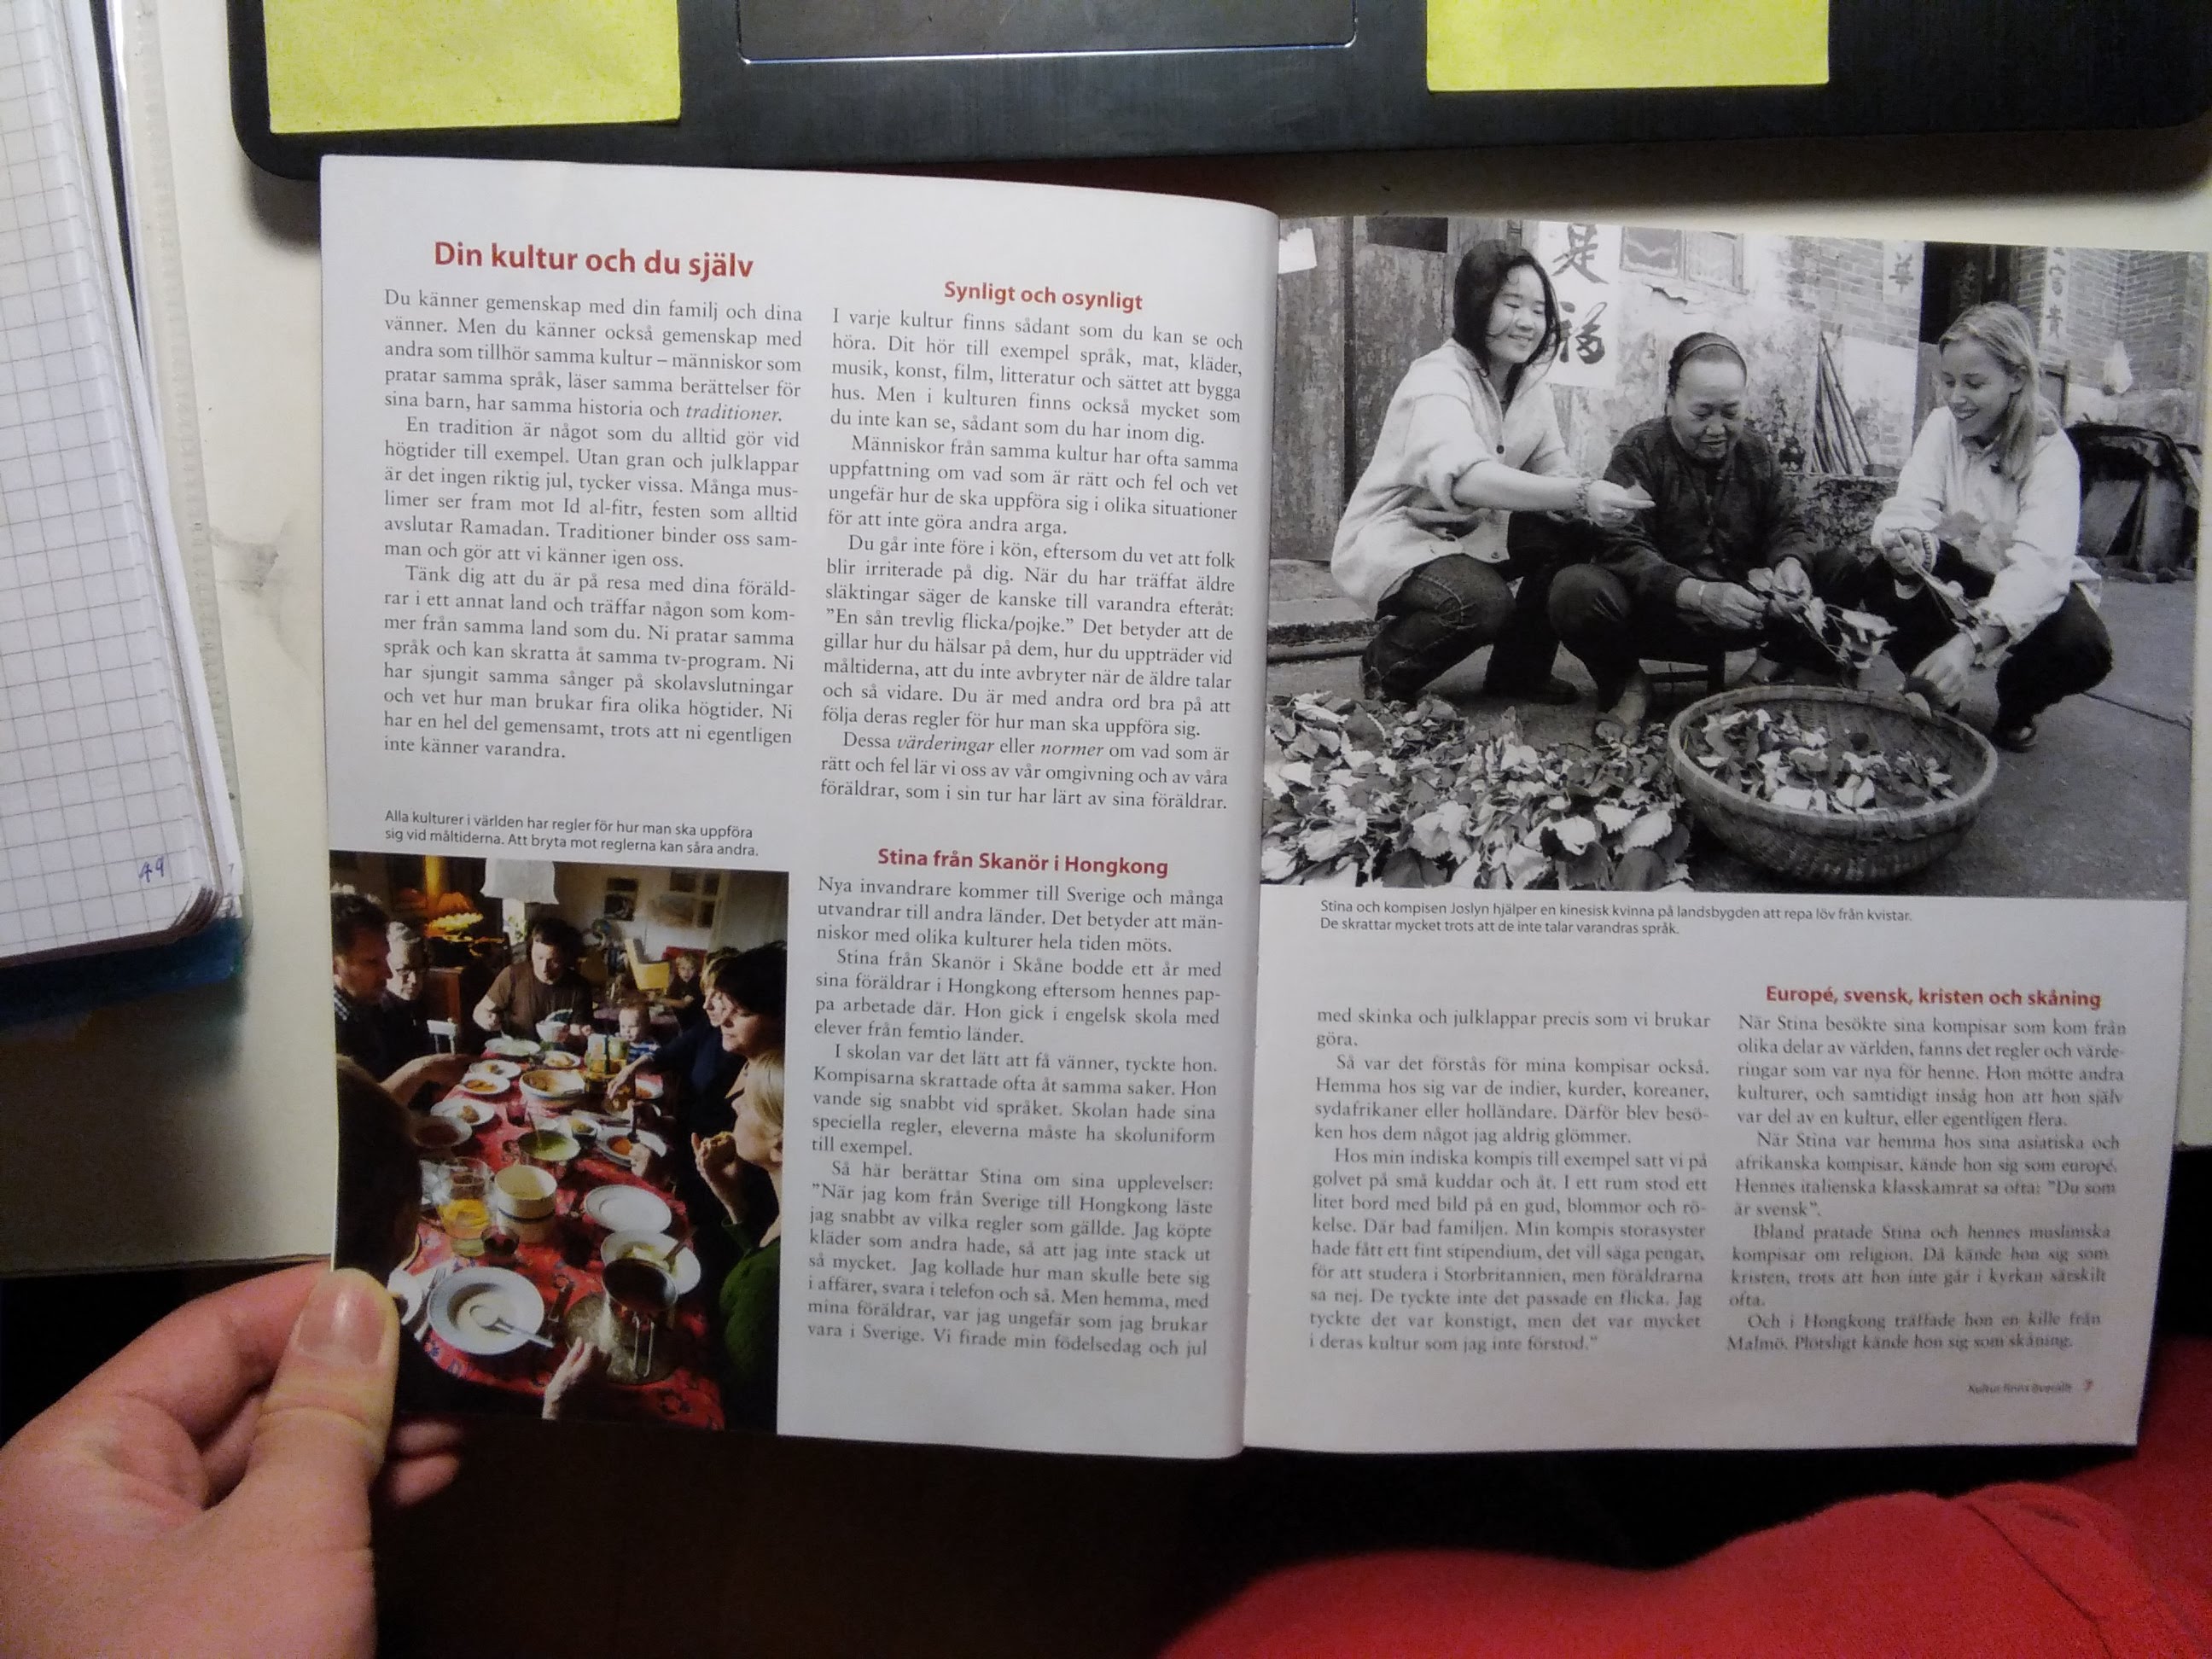 Din kultur och du själv
Du känner gemenskap med din familj och dina
vänner. Men du känner också gemenskap med
andra som tillhör samma kultur – människor som
pratar samma språk, läser samma berättelser för
sina barn, har samma historia och traditioner.
En tradition är något som du alltid gör vid
högtider till exempel. Utan gran och julklappar
är det ingen riktig jul, tycker vissa. Många mus-
limer ser fram mot Id al-fitr, festen som alltid
avslutar Ramadan. Traditioner binder oss sam-
man och gör att vi känner igen oss.
Tänk dig att du är på resa med dina föräld-
rar i ett annat land och träffar någon som kom-
mer från samma land som du. Ni pratar samma
språk och kan skratta åt samma tv-program. Ni
har sjungit samma sånger på skolavslutningar
och vet hur man brukar fira olika högtider. Ni
har en hel del gemensamt, trots att ni egentligen
inte känner varandra.
Alla kulturer i världen har regler för hur man ska uppföra
sig vid måltiderna. Att bryta mot reglerna kan såra andra.
Synligt och osynligt
I varje kultur finns sådant som du kan se och
höra. Dit hör till exempel språk, mat, kläder,
musik, konst, film, litteratur och sättet att bygga
hus. Men i kulturen finns också mycket som
du inte kan se, sådant som du har inom dig.
Människor från samma kultur har ofta samma
uppfattning om vad som är rätt och fel och vet
ungefär hur de ska uppföra sig i olika situationer
för att inte göra andra arga.
Du går inte före i kön, eftersom du vet att folk
blir irriterade på dig. När du har träffat äldre
släktingar säger de kanske till varandra efteråt:
”En sån trevlig flicka/pojke.” Det betyder att de
gillar hur du hälsar på dem, hur du uppträder vid
måltiderna, att du inte avbryter när de äldre talar
och så vidare. Du är med andra ord bra på att
följa deras regler för hur man ska uppföra sig.
Dessa värderingar eller normer om vad som är
rätt och fel lär vi oss av vår omgivning och av våra
föräldrar, som i sin tur har lärt av sina föräldrar.
Stina från Skanör i Hongkong
Nya invandrare kommer till Sverige och många
utvandrar till andra länder. Det betyder att män-
niskor med olika kulturer hela tiden möts.
Stina från Skanör i Skåne bodde ett år med
sina föräldrar i Hongkong eftersom hennes pap-
pa arbetade där. Hon gick i engelsk skola med
elever från femtio länder.
I skolan var det lätt att få vänner, tyckte hon.
Kompisarna skrattade ofta åt samma saker. Hon
vande sig snabbt vid språket. Skolan hade sina
speciella regler, eleverna måste ha skoluniform
till exempel.
Så här berättar Stina om sina upplevelser:
”När jag kom från Sverige till Hongkong läste
jag snabbt av vilka regler som gällde. Jag köpte
kläder som andra hade, så att jag inte stack ut
så mycket. Jag kollade hur man skulle bete sig
i affärer, svara i telefon och så. Men hemma, med
mina föräldrar, var jag ungefär som jag brukar
vara i Sverige. Vi firade min födelsedag och jul
足
福
華
富
貴
Stina och kompisen Joslyn hjälper en kinesisk kvinna på landsbygden att repa löv från kvistar.
De skrattar mycket trots att de inte talar varandras språk.
med skinka och julklappar precis som vi brukar
göra.
Så var det förstås för mina kompisar också.
Hemma hos sig var de indier, kurder, koreaner,
sydafrikaner eller holländare. Därför blev besö-
ken hos dem något jag aldrig glömmer.
Hos min indiska kompis till exempel satt vi på
golvet på små kuddar och åt. I ett rum stod ett
litet bord med bild på en gud, blommor och rö-
kelse. Där bad familjen. Min kompis storasyster
hade fått ett fint stipendium, det vill säga pengar,
för att studera i Storbritannien, men föräldrarna
sa nej. De tyckte inte det passade en flicka. Jag
tyckte det var konstigt, men det var mycket
i deras kultur som jag inte förstod.”
Europé, svensk, kristen och skåning
När Stina besökte sina kompisar som kom från
olika delar av världen, fanns det regler och värde-
ringar som var nya för henne. Hon mötte andra
kulturer, och samtidigt insåg hon att hon själv
var del av en kultur, eller egentligen flera.
När Stina var hemma hos sina asiatiska och
afrikanska kompisar, kände hon sig som europé.
Hennes italienska klasskamrat sa ofta: ”Du som
är svensk”.
Ibland pratade Stina och hennes muslimska
kompisar om religion. Då kände hon sig som
kristen, trots att hon inte går i kyrkan särskilt
ofta.
Och i Hongkong träffade hon en kille från
Malmö. Plötsligt kände hon sig som skåning.
Kultur finns överallt 7
49